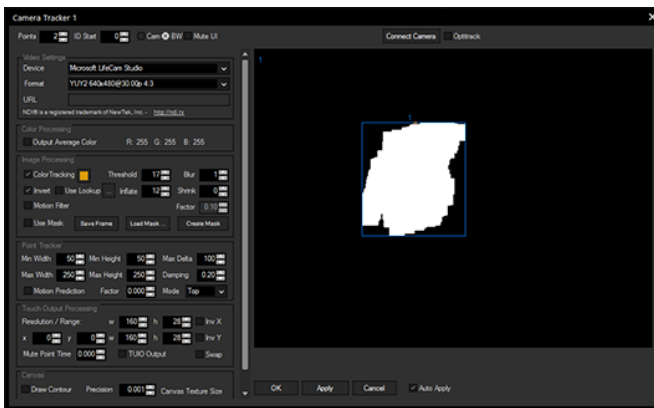 Camera Tracker 1
Points 2 ID Start 0 Cam BW Mute UI Connect Camera Optitrack
Video Settings
Device Microsoft LifeCam Studio
Format YUY2 640x480@30.00p 4:3
URL
NDI® is a registered trademark of NewTek, Inc. - http://ndi.tv
Color Processing
Output Average Color R: 255 G: 255 B: 255
Image Processing
ColorTracking Threshold 17 Blur 1
Invert Use Lookup ... Inflate 12 Shrink 0
Motion Filter Factor 0.10
Use Mask Save Frame Load Mask ... Create Mask
Point Tracker
Min Width 50 Min Height 50 Max Delta 100
Max Width 250 Max Height 250 Damping 0.20
Motion Prediction Factor 0.000 Mode Top
Touch Output Processing
Resolution / Range: w 160 h 28 Inv X
x 0 y 0 w 160 h 28 Inv Y
Mute Point Time 0.000 TUIO Output Swap
Canvas
Draw Contour Precision 0.001 Canvas Texture Size
1
1
OK Apply Cancel Auto Apply